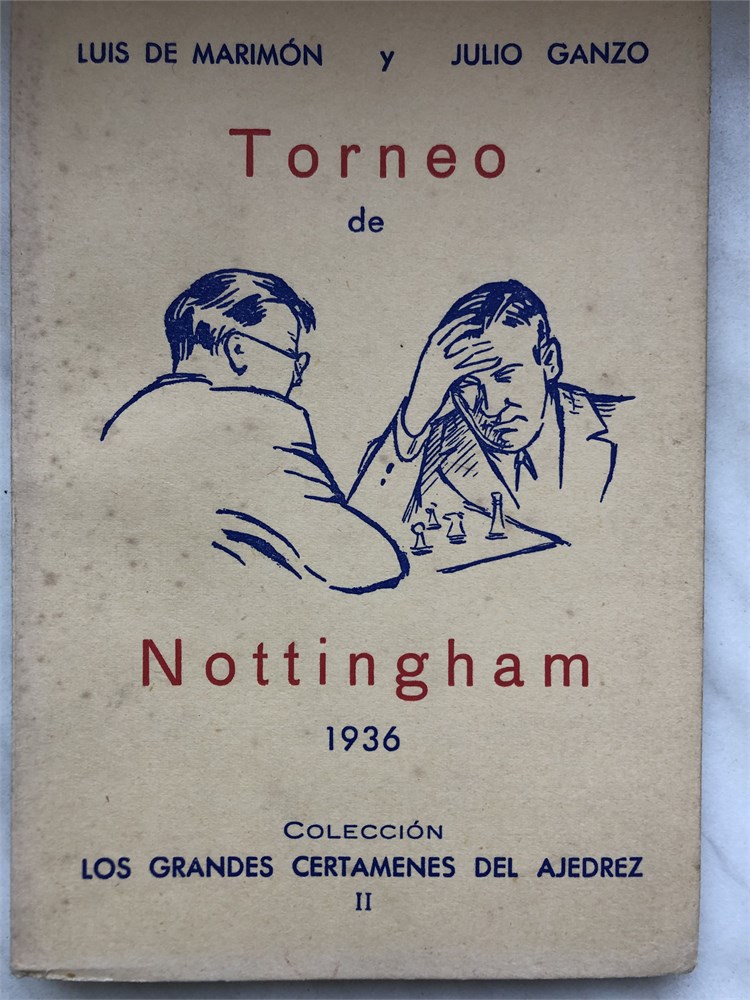 LUIS DE MARIMÓN y JULIO GANZO
Torneo
de
Nottingham
1936
COLECCIÓN
LOS GRANDES CERTAMENES DEL AJEDREZ
II